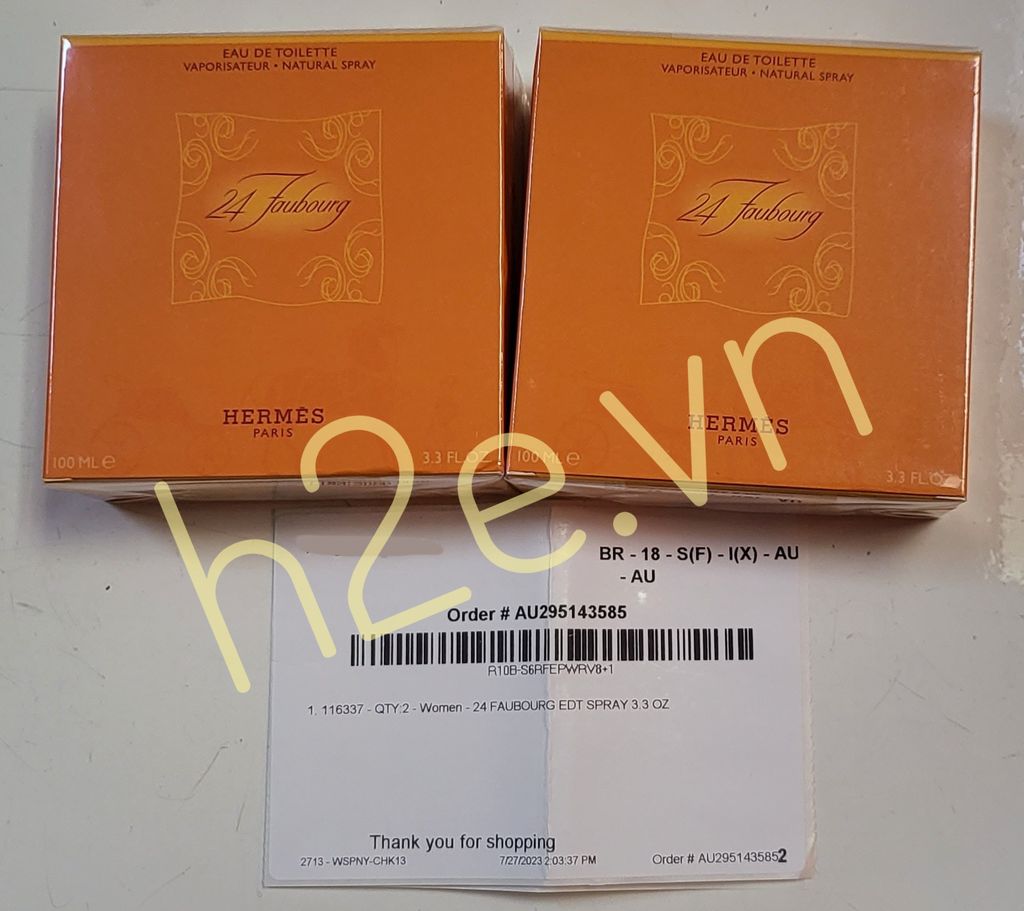 EAU DE TOILETTE
VAPORISATEUR • NATURAL SPRAY
24 Faubourg
HERMÈS
PARIS
100 ML e
3.3 FL.OZ
EAU DE TOILETTE
VAPORISATEUR • NATURAL SPRAY
24 Faubourg
HERMÈS
PARIS
100 ML e
3.3 FL.OZ
h2e.vn
BR - 18 - S(F) - I(X) - AU
- AU
Order # AU295143585
R10B-S6RFEPWRV8+1
1. 116337 - QTY:2 - Women - 24 FAUBOURG EDT SPRAY 3.3 OZ
Thank you for shopping
2713 - WSPNY-CHK13
7/27/2023 2:03:37 PM
Order # AU295143585
2